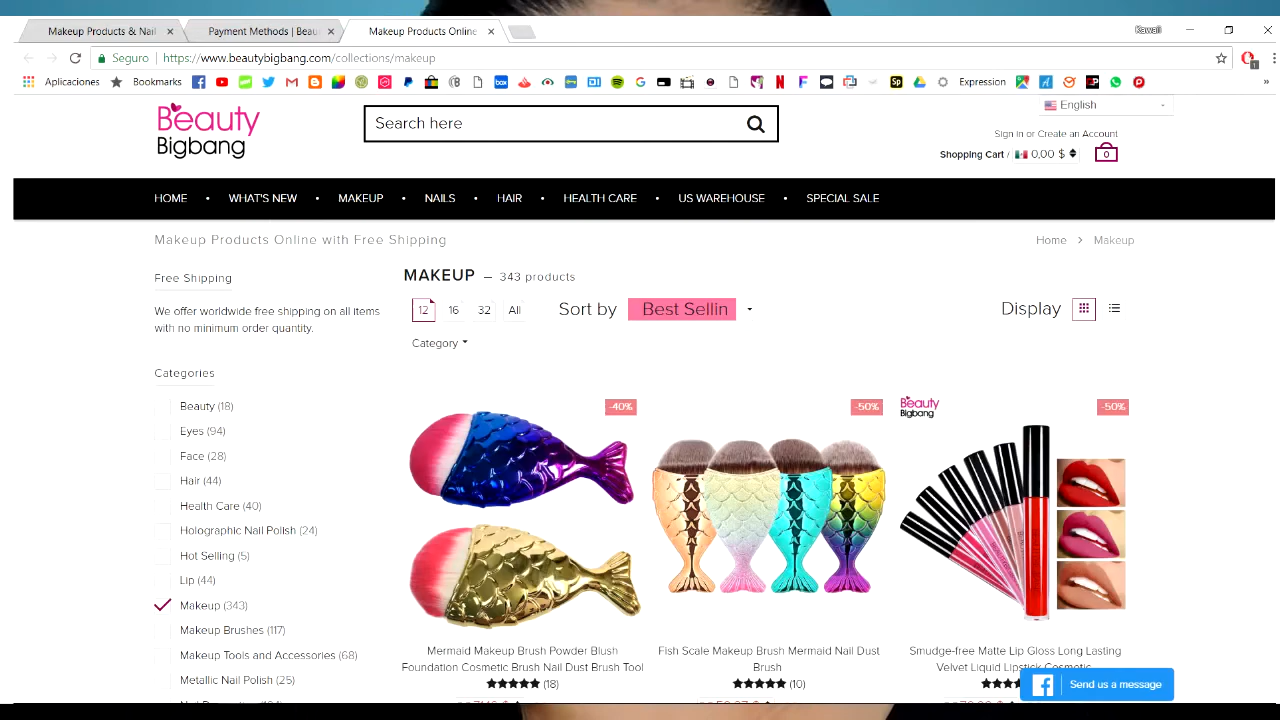 Makeup Products & Nail
Payment Methods | Beau
Makeup Products Online
Kawaii
Seguro
https://www.beautybigbang.com/collections/makeup
Aplicaciones
Bookmarks
Expression
Beauty
Bigbang
Search here
English
Sign in or Create an Account
Shopping Cart / 0,00 $
0
HOME • WHAT'S NEW • MAKEUP • NAILS • HAIR • HEALTH CARE • US WAREHOUSE • SPECIAL SALE
Makeup Products Online with Free Shipping
Home > Makeup
Free Shipping
We offer worldwide free shipping on all items
with no minimum order quantity.
MAKEUP — 343 products
12 16 32 All
Sort by Best Sellin
Display
Category
Categories
Beauty (18)
Eyes (94)
Face (28)
Hair (44)
Health Care (40)
Holographic Nail Polish (24)
Hot Selling (5)
Lip (44)
Makeup (343)
Makeup Brushes (117)
Makeup Tools and Accessories (68)
Metallic Nail Polish (25)
-40%
-50%
Beauty
Bigbang
-50%
Mermaid Makeup Brush Powder Blush
Foundation Cosmetic Brush Nail Dust Brush Tool
(18)
Fish Scale Makeup Brush Mermaid Nail Dust
Brush
(10)
Smudge-free Matte Lip Gloss Long Lasting
Velvet Liquid Lipstick Cosmetic
Send us a message